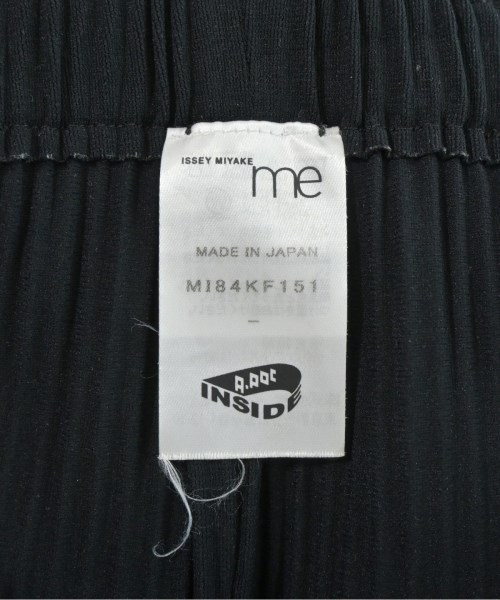 ISSEY MIYAKE
me
MADE IN JAPAN
MI84KF151
–
A.POC
INSIDE